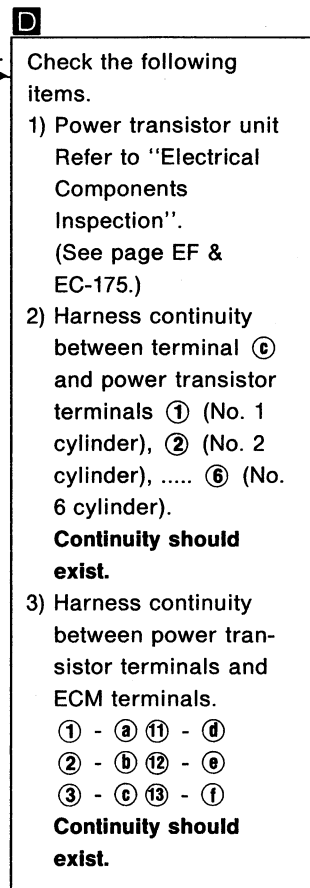 D
Check the following
items.
1) Power transistor unit
Refer to "Electrical
Components
Inspection".
(See page EF &
EC-175.)
2) Harness continuity
between terminal ⓒ
and power transistor
terminals ① (No. 1
cylinder), ② (No. 2
cylinder), ..... ⑥ (No.
6 cylinder).
Continuity should
exist.
3) Harness continuity
between power tran-
sistor terminals and
ECM terminals.
① - ⓐ ⑪ - ⓓ
② - ⓑ ⑫ - ⓔ
③ - ⓒ ⑬ - ⓕ
Continuity should
exist.